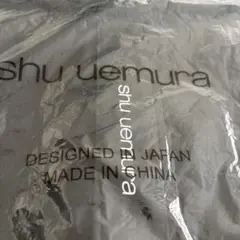 shu uemura
shu uemura
DESIGNED IN JAPAN
MADE IN CHINA